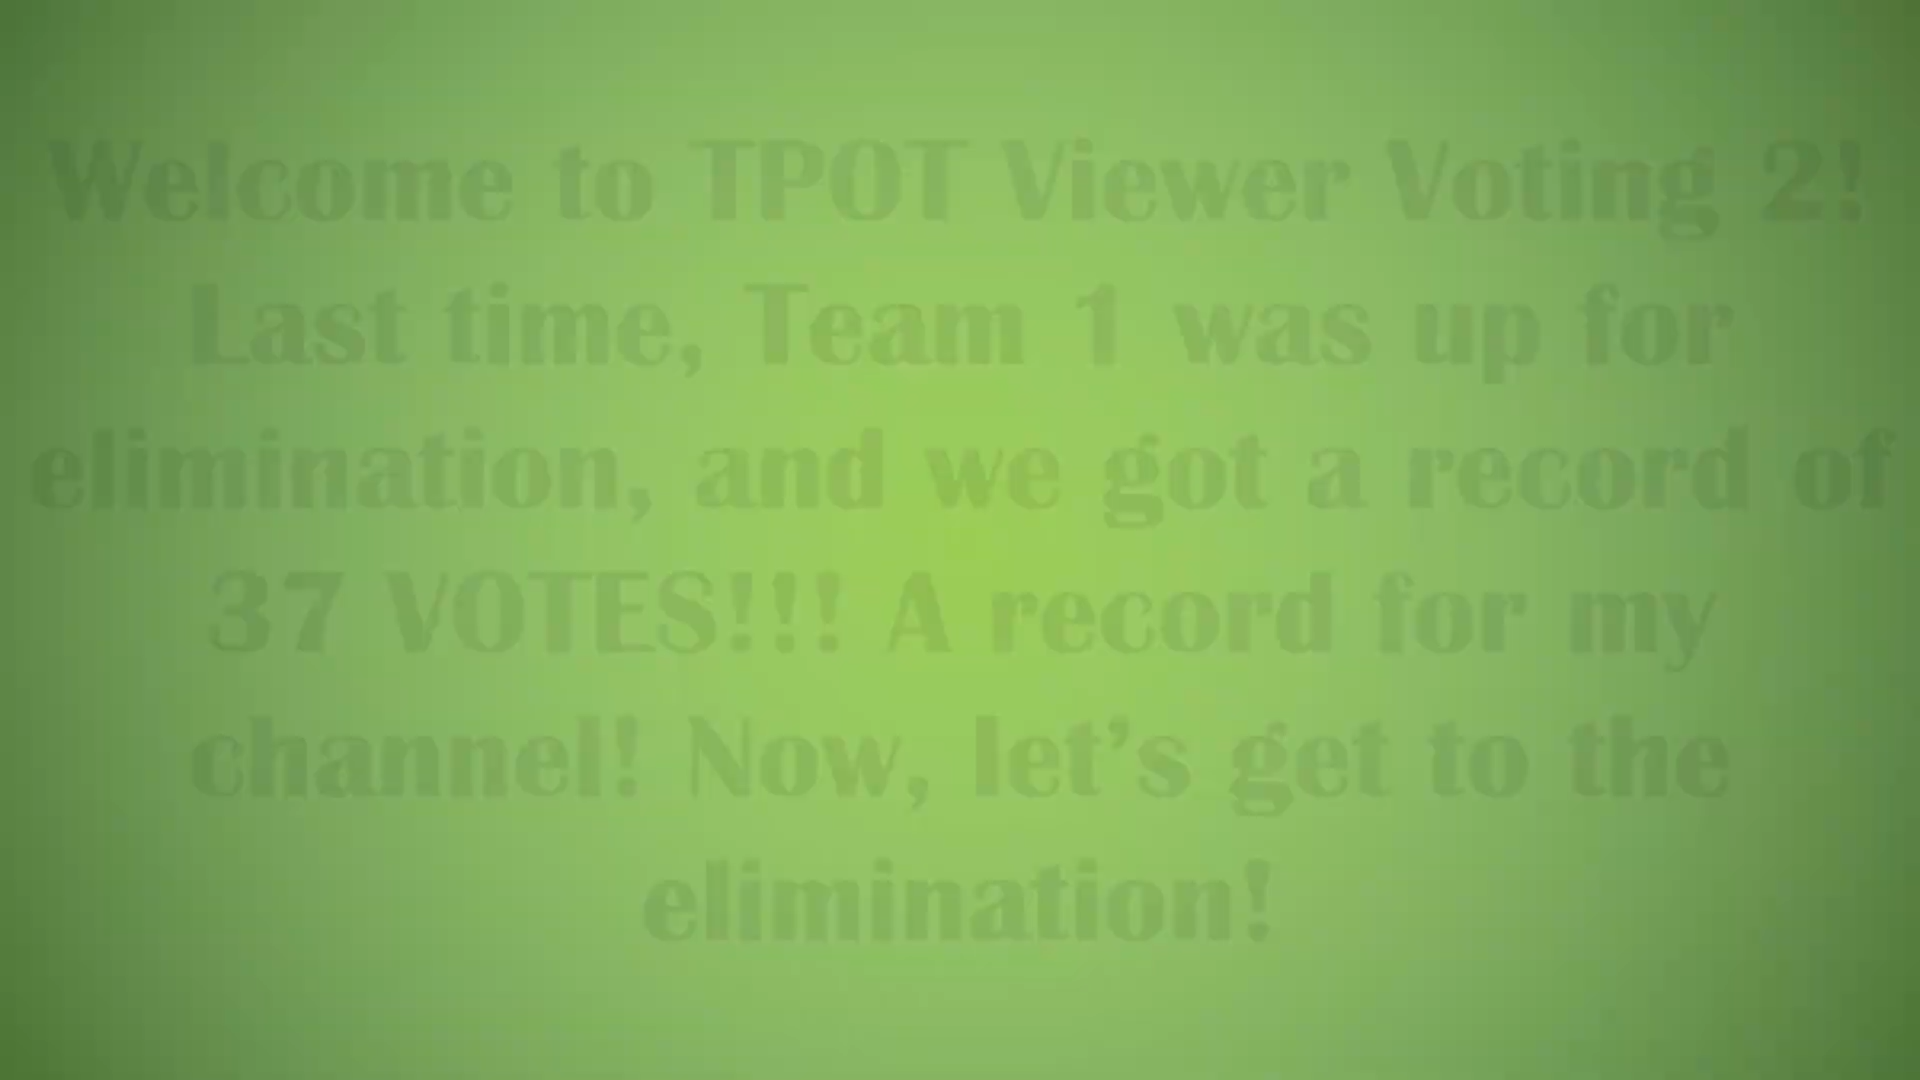 Welcome to TPOT Viewer Voting 2!
Last time, Team 1 was up for
elimination, and we got a record of
37 VOTES!!! A record for my
channel! Now, let’s get to the
elimination!